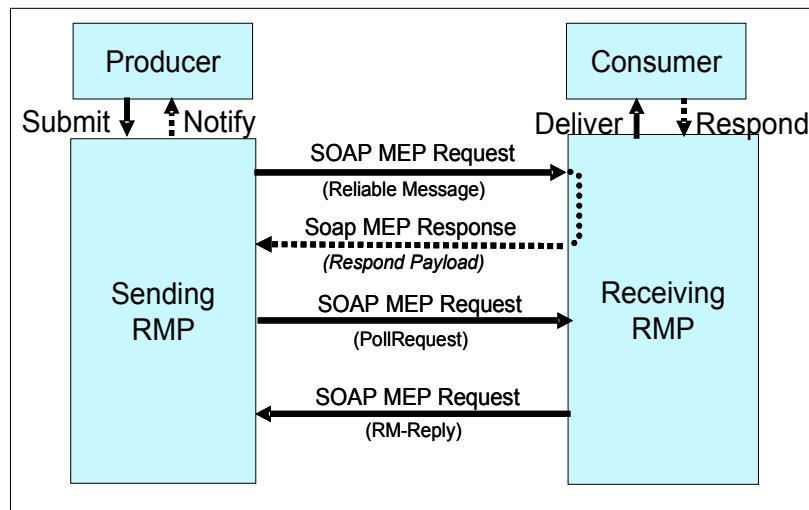 Producer
Consumer
Submit
Notify
Deliver
Respond
SOAP MEP Request
(Reliable Message)
Soap MEP Response
(Respond Payload)
Sending
RMP
Receiving
RMP
SOAP MEP Request
(PollRequest)
SOAP MEP Request
(RM-Reply)